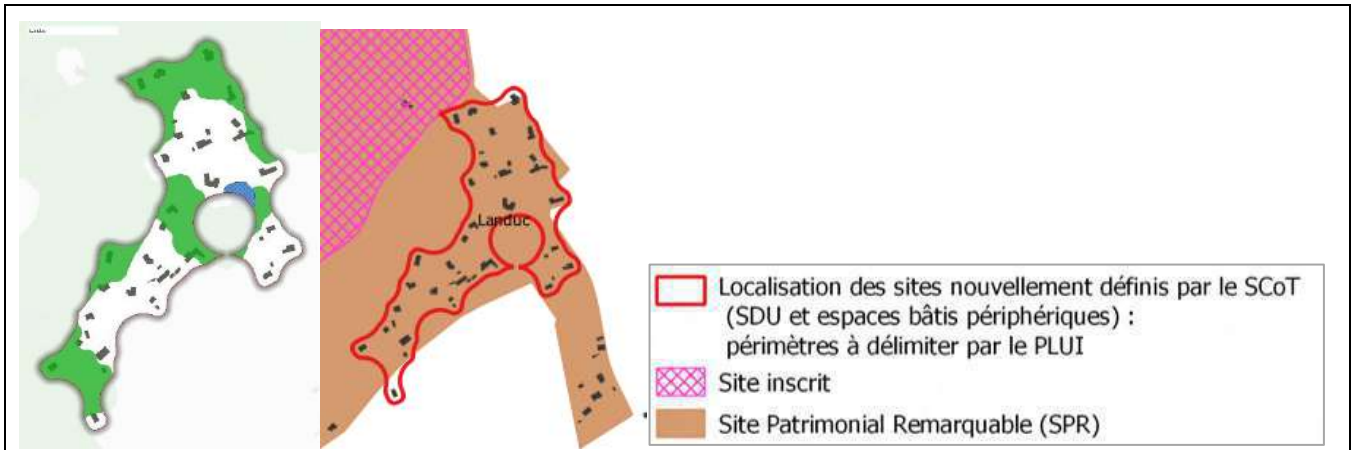 Landuc
Localisation des sites nouvellement définis par le SCoT
(SDU et espaces bâtis périphériques) :
périmètres à délimiter par le PLUI
Site inscrit
Site Patrimonial Remarquable (SPR)